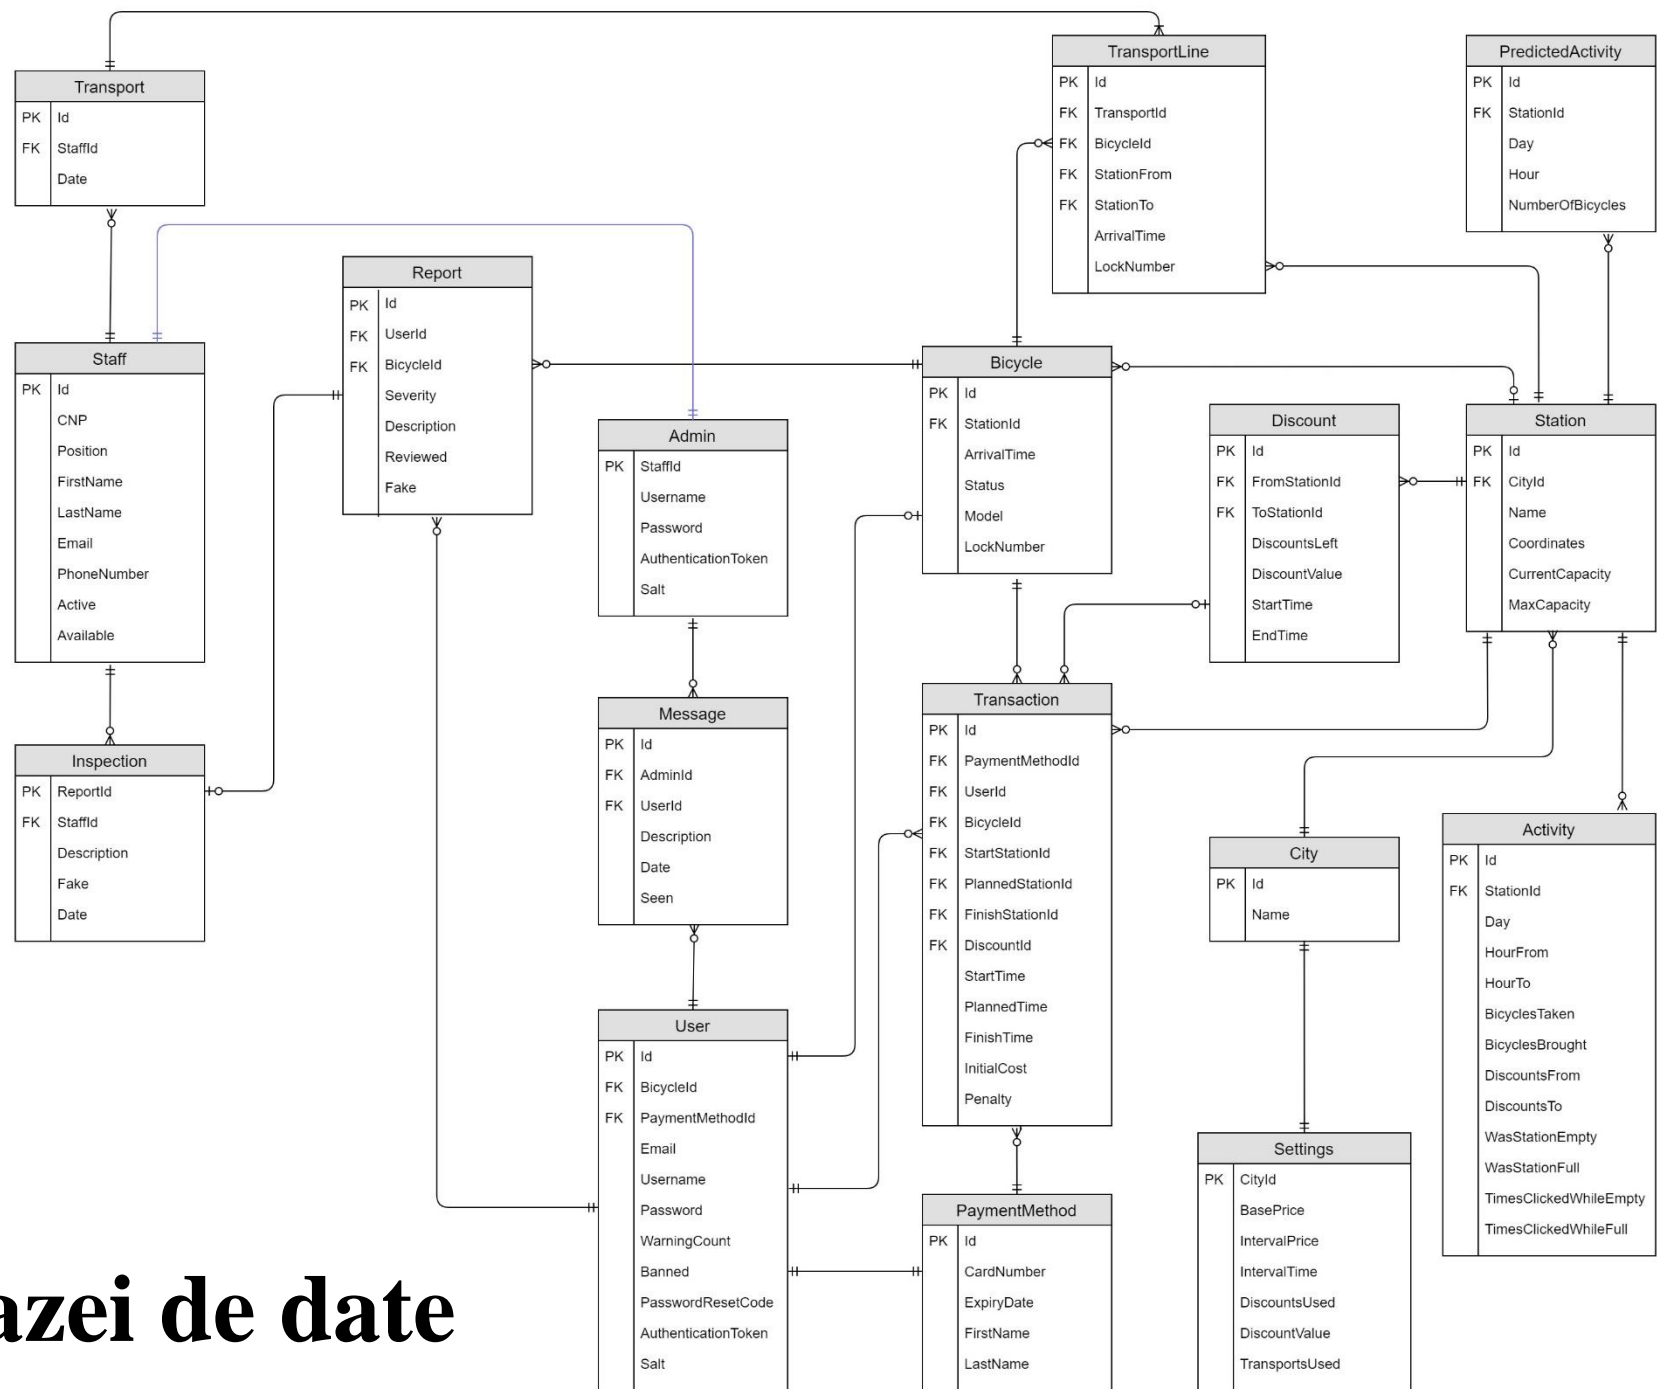 Transport
PK Id
FK StaffId
Date
TransportLine
PK Id
FK TransportId
FK BicycleId
FK StationFrom
FK StationTo
ArrivalTime
LockNumber
PredictedActivity
PK Id
FK StationId
Day
Hour
NumberOfBicycles
Report
PK Id
FK UserId
FK BicycleId
Severity
Description
Reviewed
Fake
Staff
PK Id
CNP
Position
FirstName
LastName
Email
PhoneNumber
Active
Available
Admin
PK StaffId
Username
Password
AuthenticationToken
Salt
Bicycle
PK Id
FK StationId
ArrivalTime
Status
Model
LockNumber
Discount
PK Id
FK FromStationId
FK ToStationId
DiscountsLeft
DiscountValue
StartTime
EndTime
Station
PK Id
FK CityId
Name
Coordinates
CurrentCapacity
MaxCapacity
Inspection
PK ReportId
FK StaffId
Description
Fake
Date
Message
PK Id
FK AdminId
FK UserId
Description
Date
Seen
Transaction
PK Id
FK PaymentMethodId
FK UserId
FK BicycleId
FK StartStationId
FK PlannedStationId
FK FinishStationId
FK DiscountId
StartTime
PlannedTime
FinishTime
InitialCost
Penalty
City
PK Id
Name
Activity
PK Id
FK StationId
Day
HourFrom
HourTo
BicyclesTaken
BicyclesBrought
DiscountsFrom
DiscountsTo
WasStationEmpty
WasStationFull
TimesClickedWhileEmpty
TimesClickedWhileFull
User
PK Id
FK BicycleId
FK PaymentMethodId
Email
Username
Password
WarningCount
Banned
PasswordResetCode
AuthenticationToken
Salt
PaymentMethod
PK Id
CardNumber
ExpiryDate
FirstName
LastName
Settings
PK CityId
BasePrice
IntervalPrice
IntervalTime
DiscountsUsed
DiscountValue
TransportsUsed
azei de date